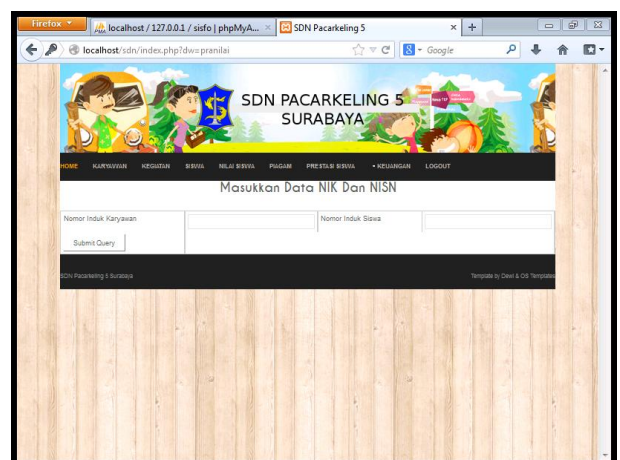 Firefox
localhost / 127.0.0.1 / sisfo | phpMyA...
SDN Pacarkeling 5
localhost/sdn/index.php?dw=pranilai
Google
SDN PACARKELING 5
SURABAYA
HOME KARYAWAN KEGIATAN SISWA NILAI SISWA PIAGAM PRESTASI SISWA • KEUANGAN LOGOUT
Masukkan Data NIK Dan NISN
Nomor Induk Karyawan Nomor Induk Siswa
Submit Query
SDN Pacarkeling 5 Surabaya Template by Dewi & OS Templates